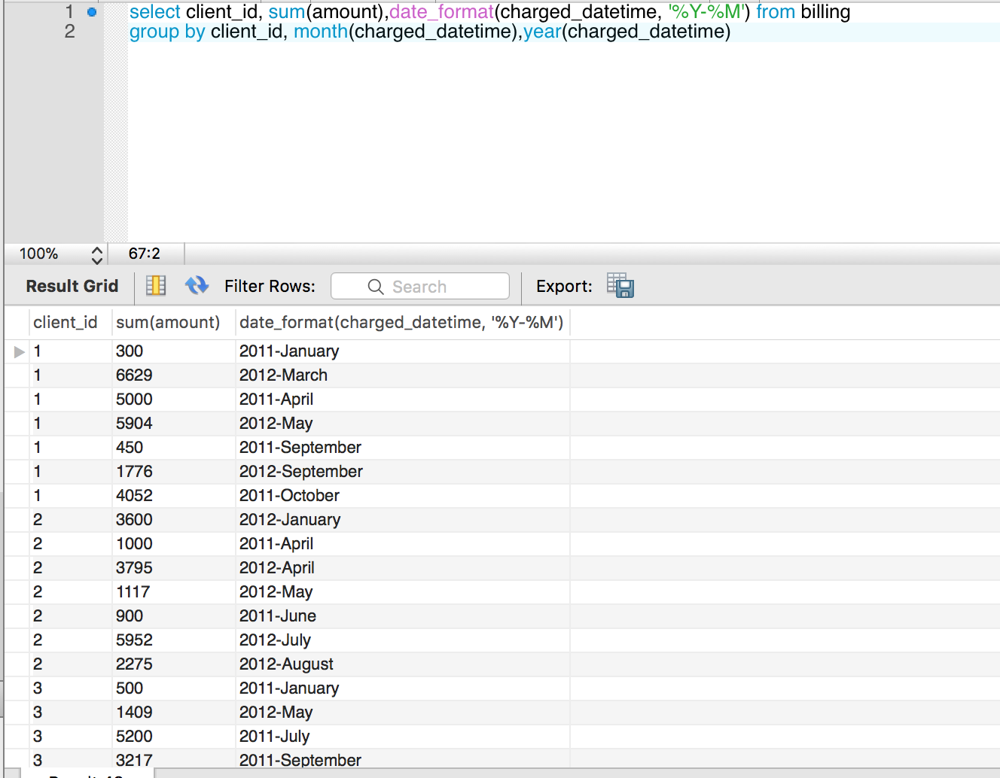 1 select client_id, sum(amount),date_format(charged_datetime, '%Y-%M') from billing
2 group by client_id, month(charged_datetime),year(charged_datetime)
100% 67:2
Result Grid Filter Rows: Search Export:
client_id sum(amount) date_format(charged_datetime, '%Y-%M')
1 300 2011-January
1 6629 2012-March
1 5000 2011-April
1 5904 2012-May
1 450 2011-September
1 1776 2012-September
1 4052 2011-October
2 3600 2012-January
2 1000 2011-April
2 3795 2012-April
2 1117 2012-May
2 900 2011-June
2 5952 2012-July
2 2275 2012-August
3 500 2011-January
3 1409 2012-May
3 5200 2011-July
3 3217 2011-September